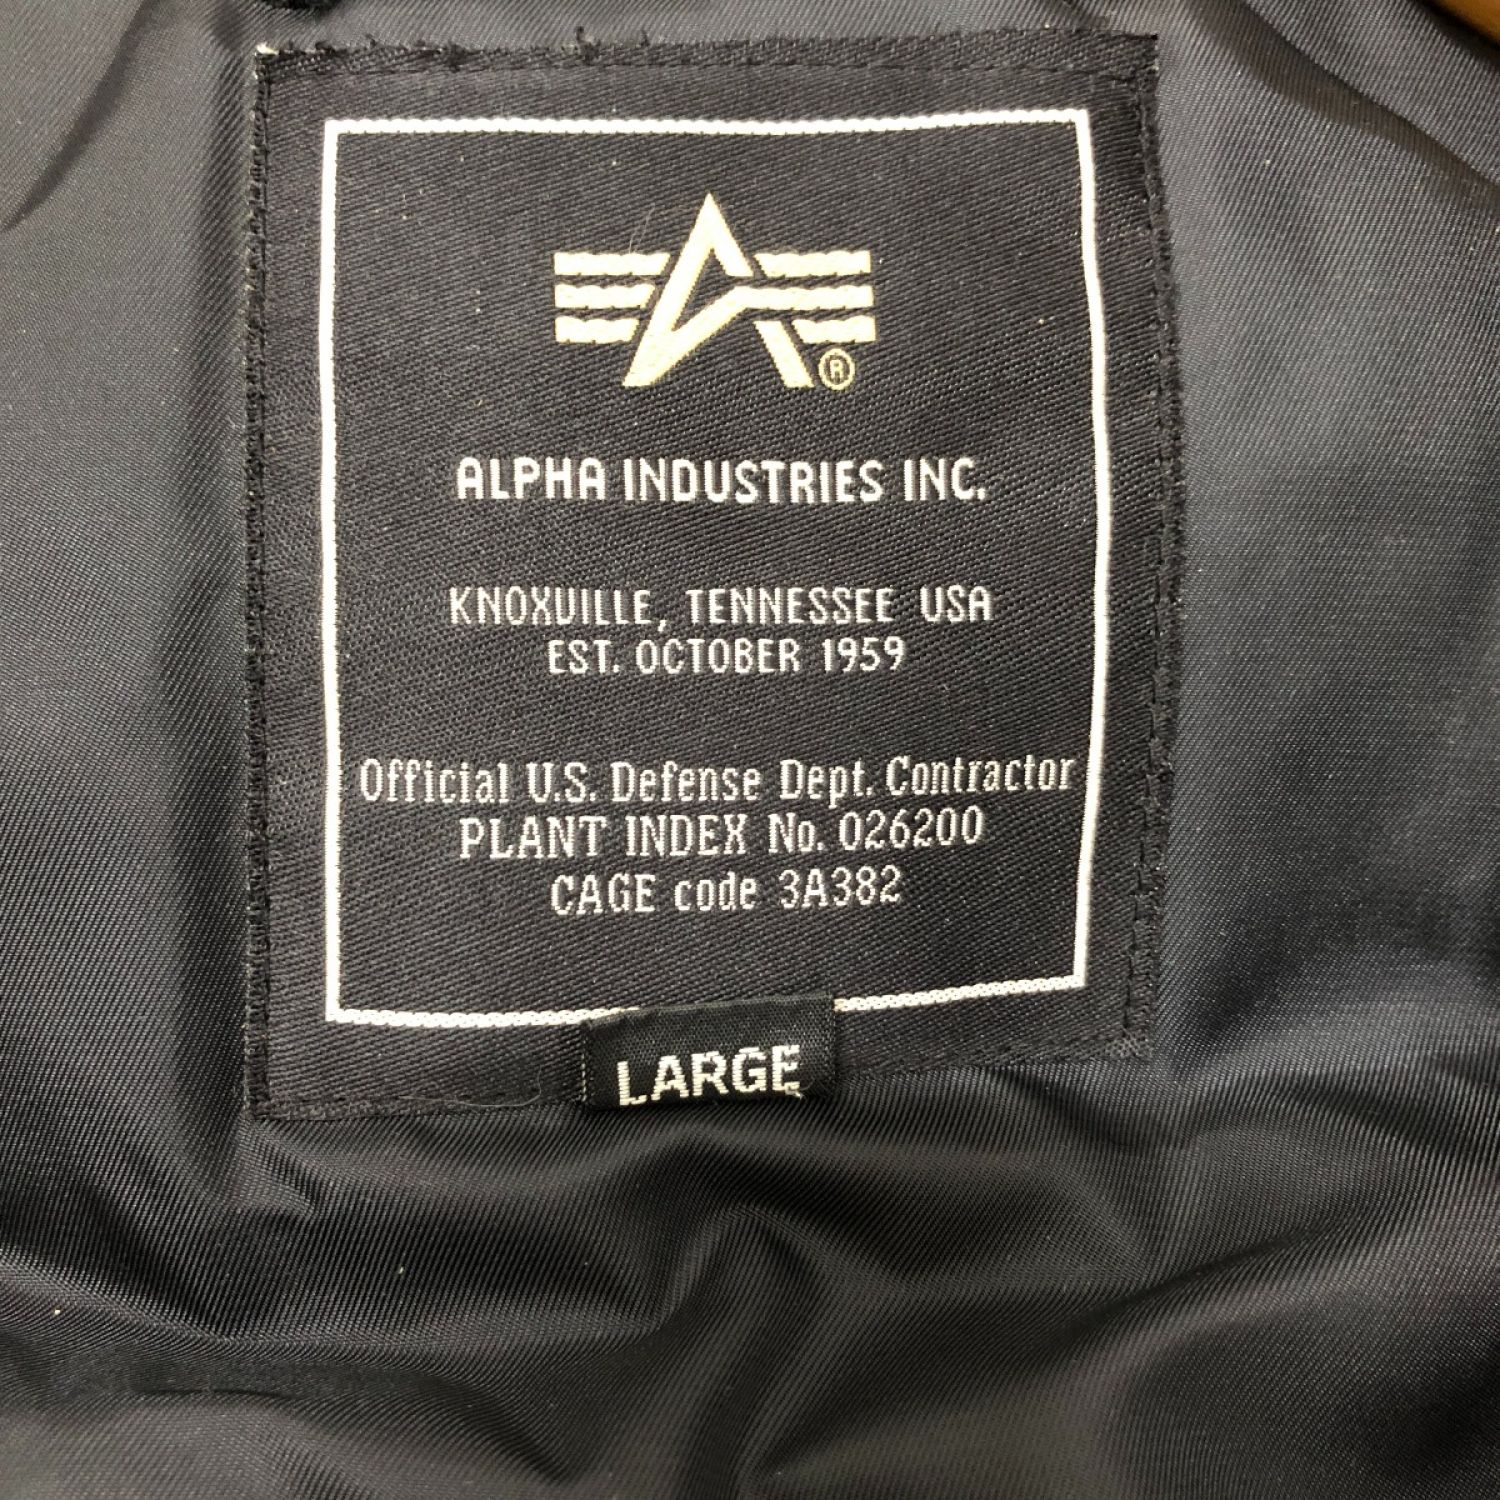 ®
ALPHA INDUSTRIES INC.
KNOXVILLE, TENNESSEE USA
EST. OCTOBER 1959
Official U.S. Defense Dept. Contractor
PLANT INDEX No. 026200
CAGE code 3A382
LARGE